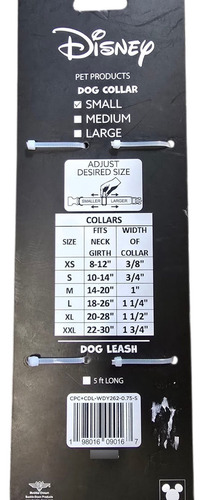 Disney
PET PRODUCTS
DOG COLLAR
SMALL
MEDIUM
LARGE
ADJUST
DESIRED SIZE
SMALLER LARGER
COLLARS
SIZE FITS NECK GIRTH WIDTH OF COLLAR
XS 8-12" 3/8"
S 10-14" 3/4"
M 14-20" 1"
L 18-26" 1 1/4"
XL 20-28" 1 1/2"
XXL 22-30" 1 3/4"
DOG LEASH
5 ft LONG
CPC+CDL-WDY262-0.75-S
1 98016 09016 7